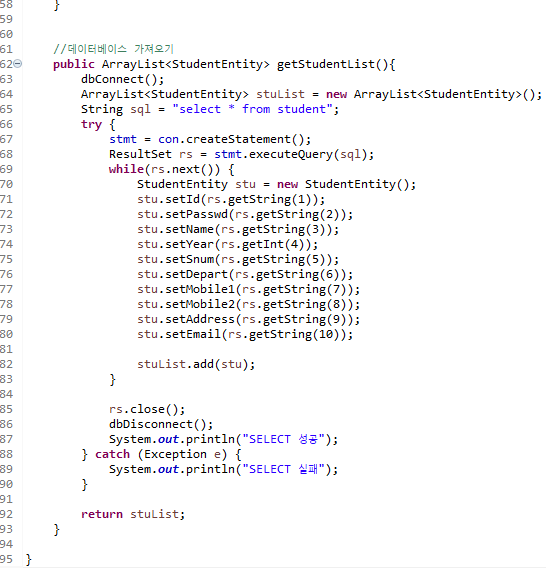 58 }
59
60
61 //데이터베이스 가져오기
62 public ArrayList<StudentEntity> getStudentList(){
63 dbConnect();
64 ArrayList<StudentEntity> stuList = new ArrayList<StudentEntity>();
65 String sql = "select * from student";
66 try {
67 stmt = con.createStatement();
68 ResultSet rs = stmt.executeQuery(sql);
69 while(rs.next()) {
70 StudentEntity stu = new StudentEntity();
71 stu.setId(rs.getString(1));
72 stu.setPasswd(rs.getString(2));
73 stu.setName(rs.getString(3));
74 stu.setYear(rs.getInt(4));
75 stu.setSnum(rs.getString(5));
76 stu.setDepart(rs.getString(6));
77 stu.setMobile1(rs.getString(7));
78 stu.setMobile2(rs.getString(8));
79 stu.setAddress(rs.getString(9));
80 stu.setEmail(rs.getString(10));
81
82 stuList.add(stu);
83 }
84
85 rs.close();
86 dbDisconnect();
87 System.out.println("SELECT 성공");
88 } catch (Exception e) {
89 System.out.println("SELECT 실패");
90 }
91
92 return stuList;
93 }
94
95 }